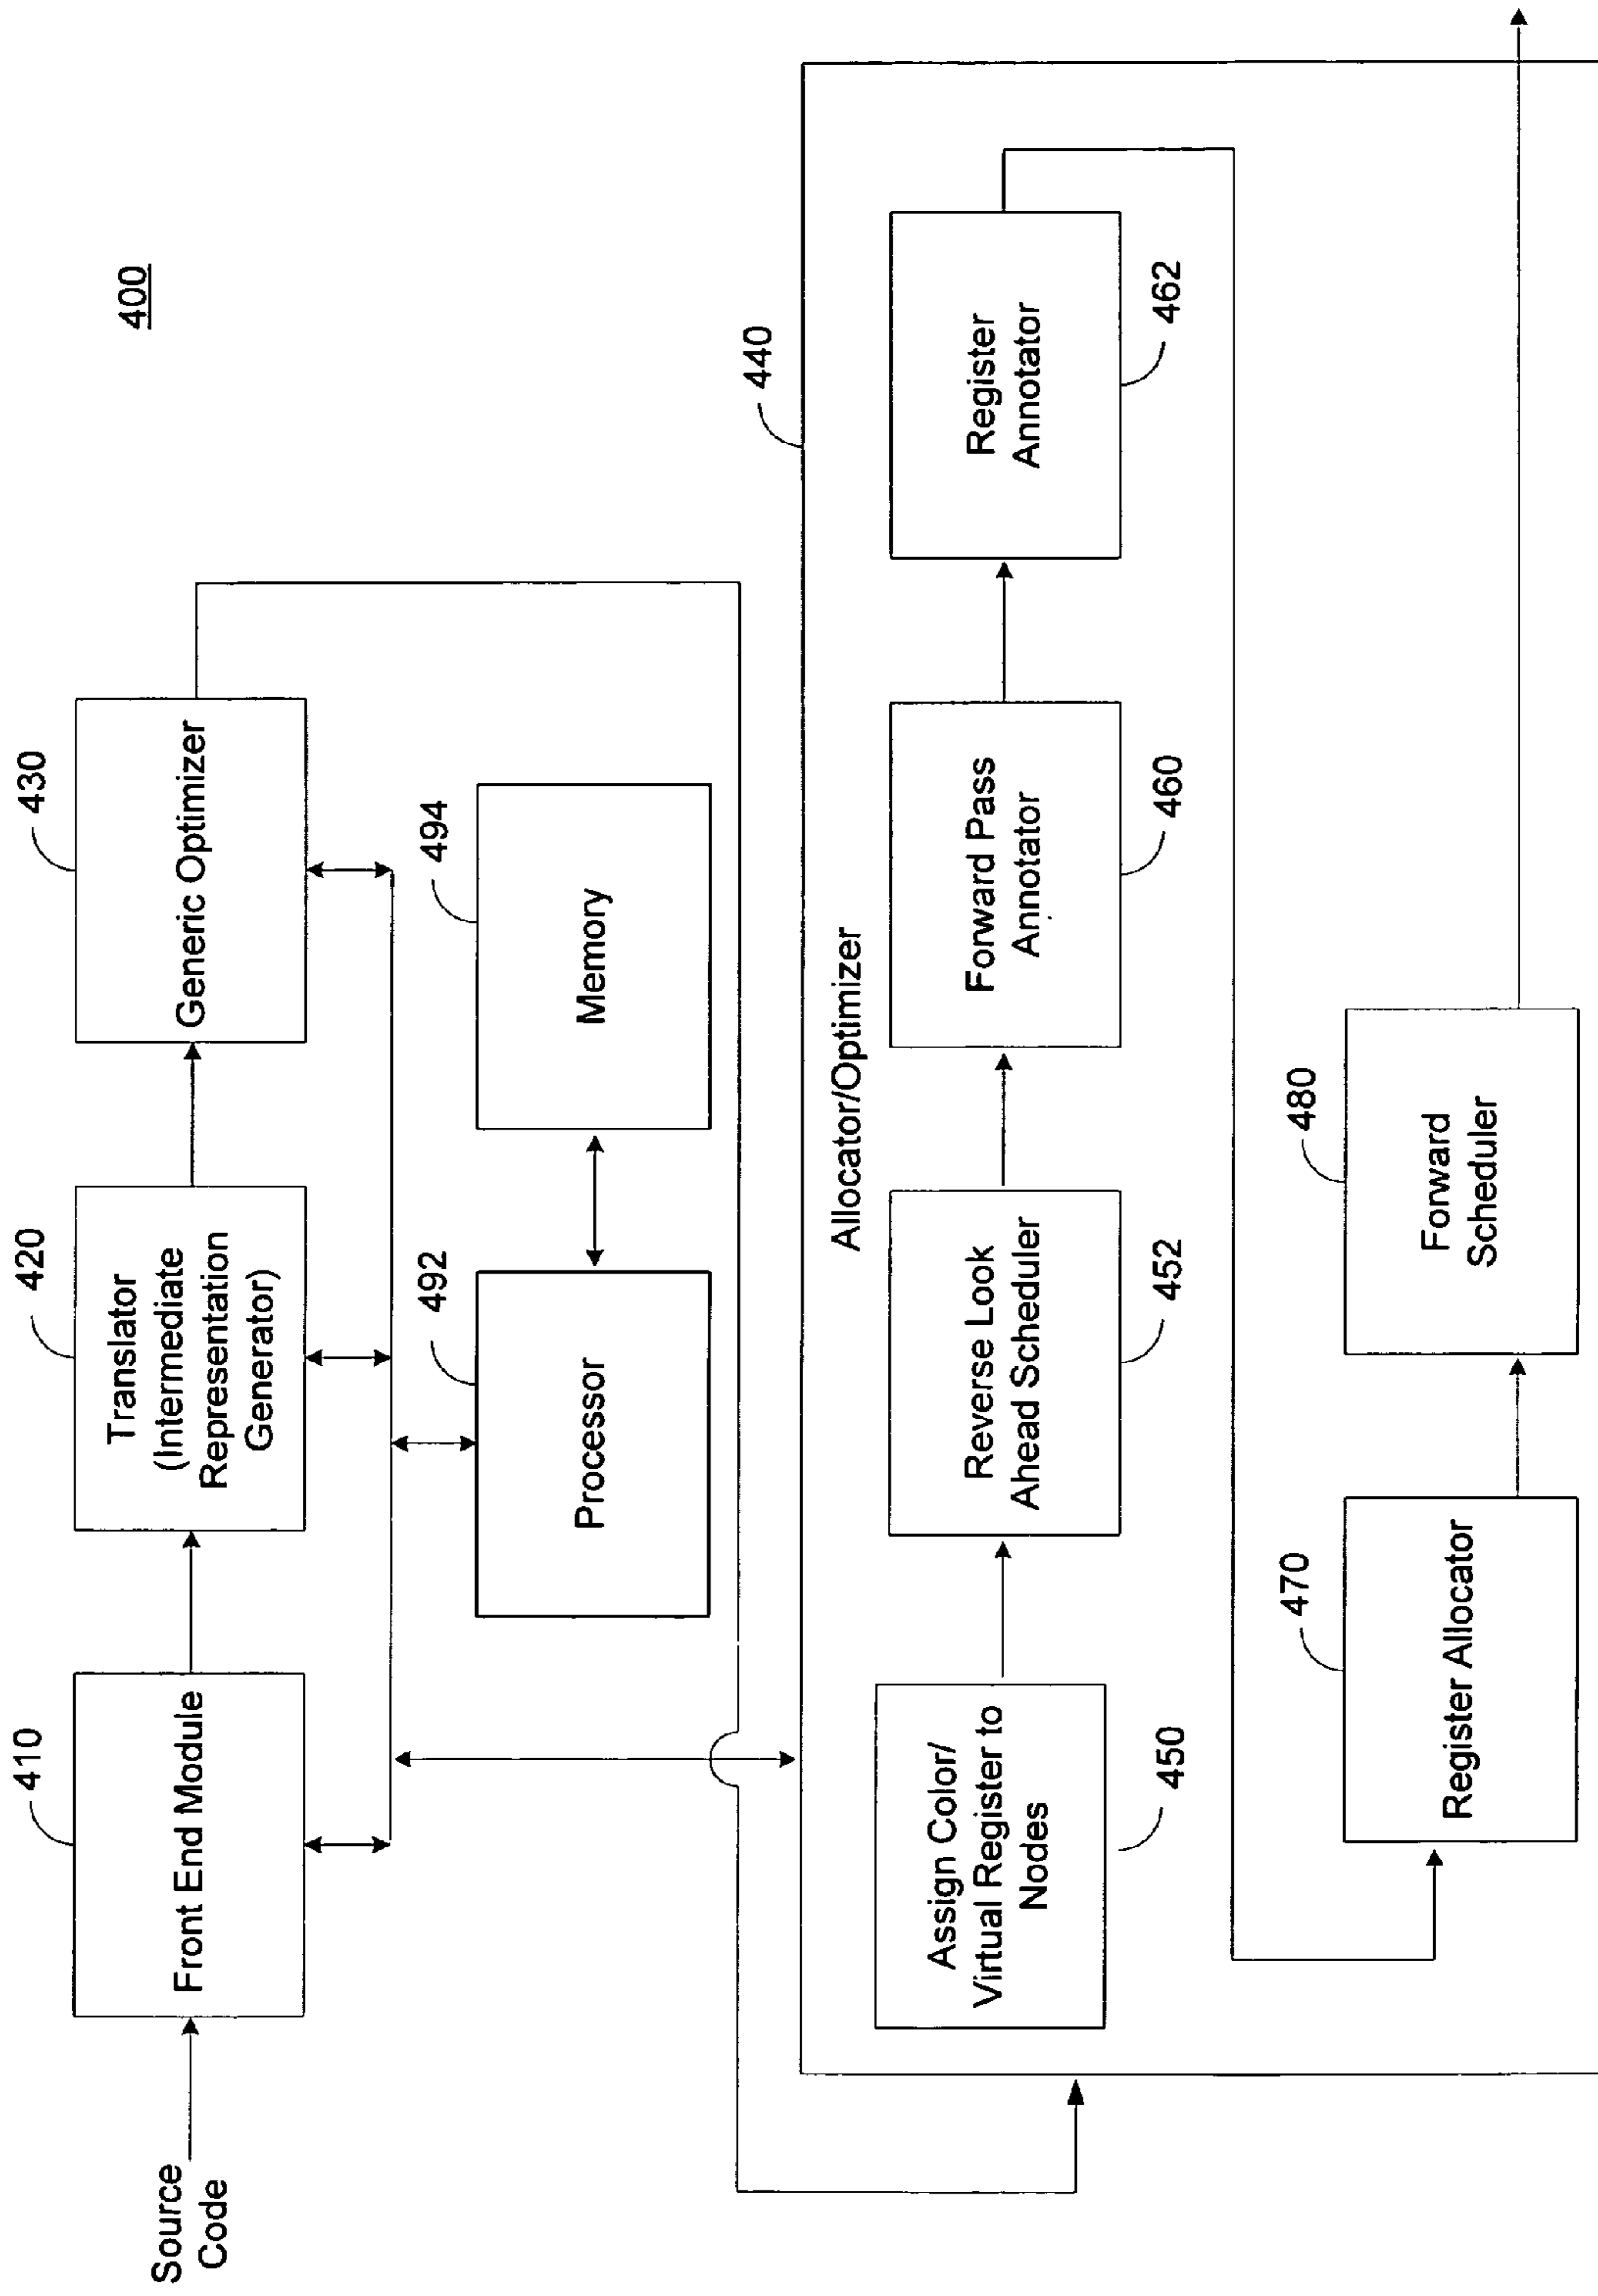 400
Source
Code
410
Front End Module
420
Translator
(Intermediate
Representation
Generator)
430
Generic Optimizer
492
Processor
494
Memory
440
Allocator/Optimizer
Assign Color/
Virtual Register to
Nodes
450
Reverse Look
Ahead Scheduler
452
Forward Pass
Annotator
460
Register
Annotator
462
470
Register Allocator
480
Forward
Scheduler